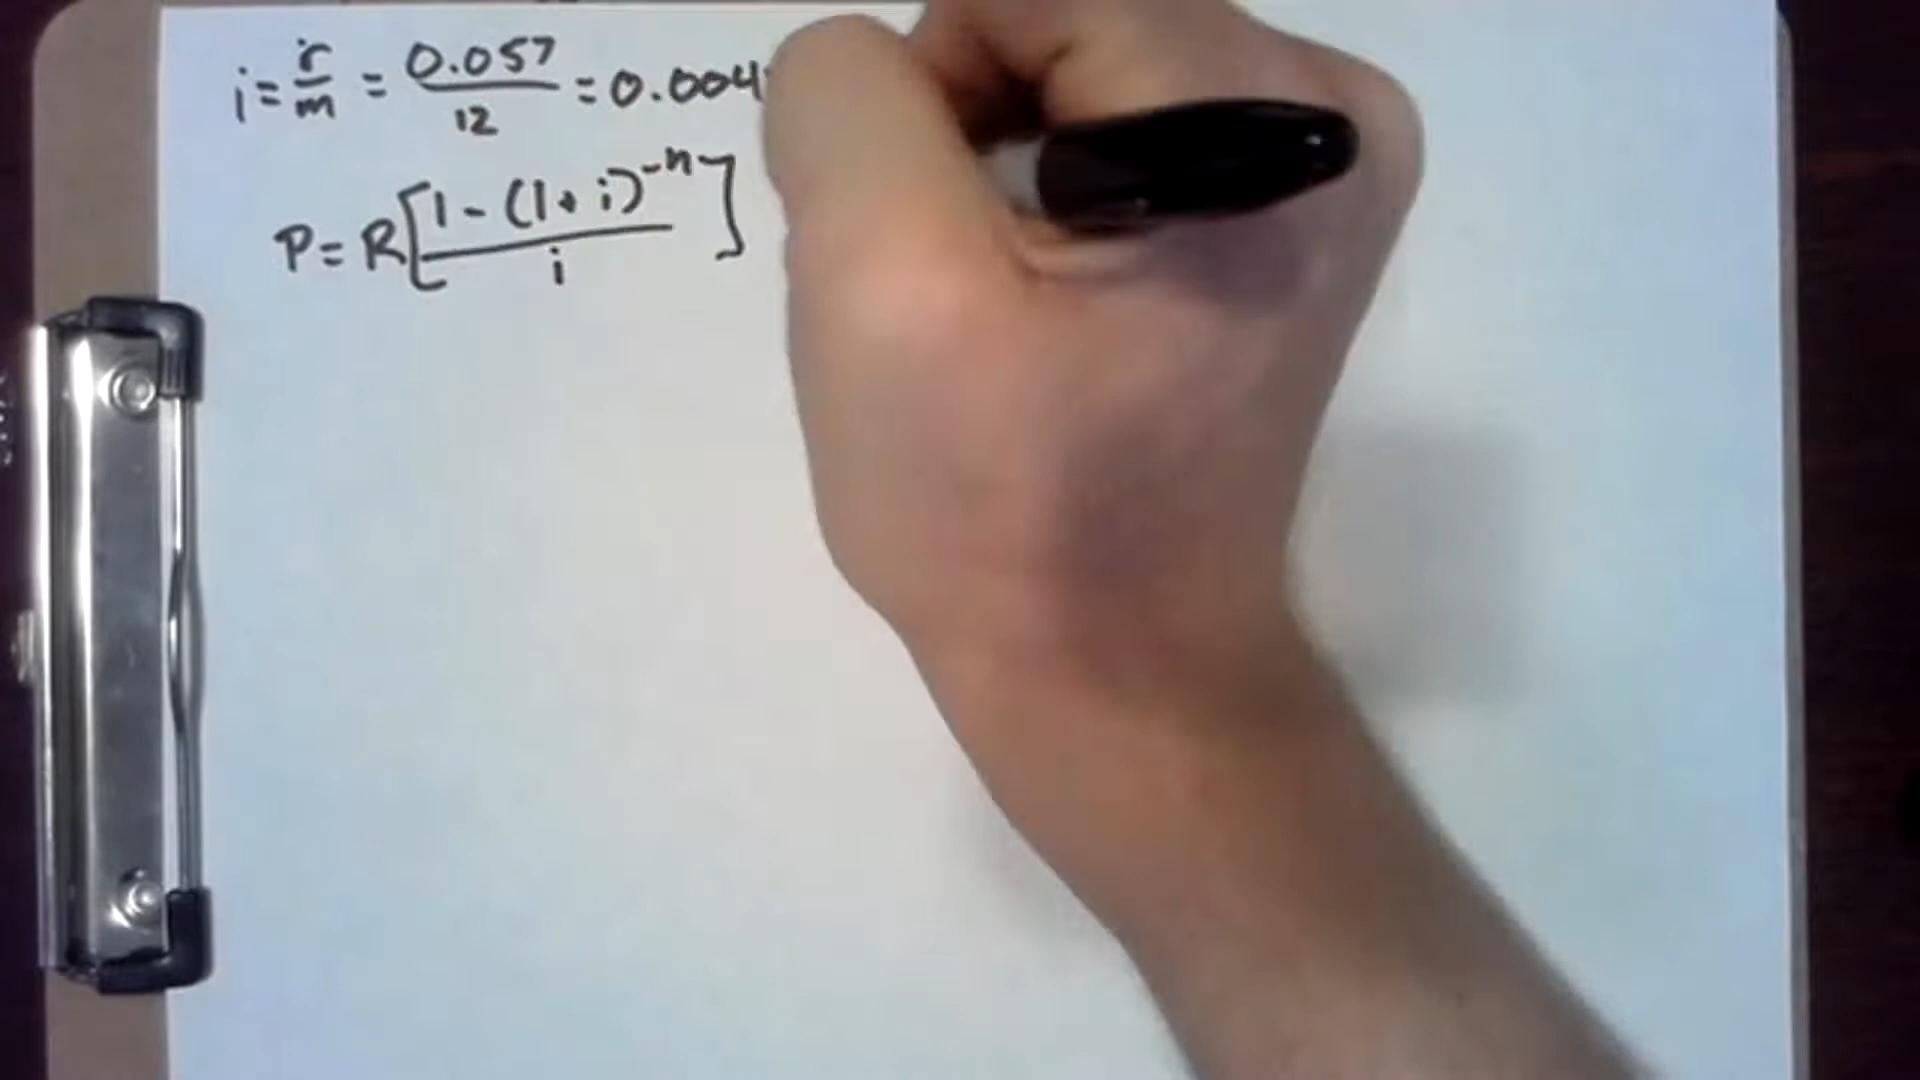 i = r/m = 0.057/12 = 0.004
P = R[1 - (1 + i)^-n / i]